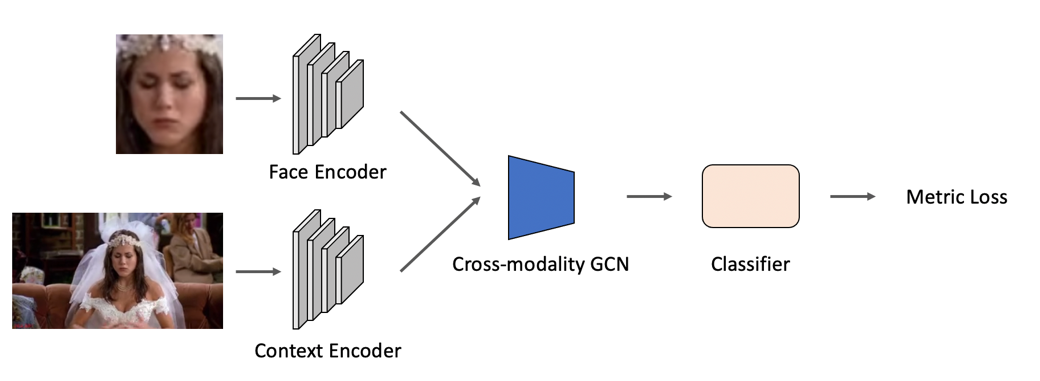 Face Encoder
Context Encoder
Cross-modality GCN
Classifier
Metric Loss